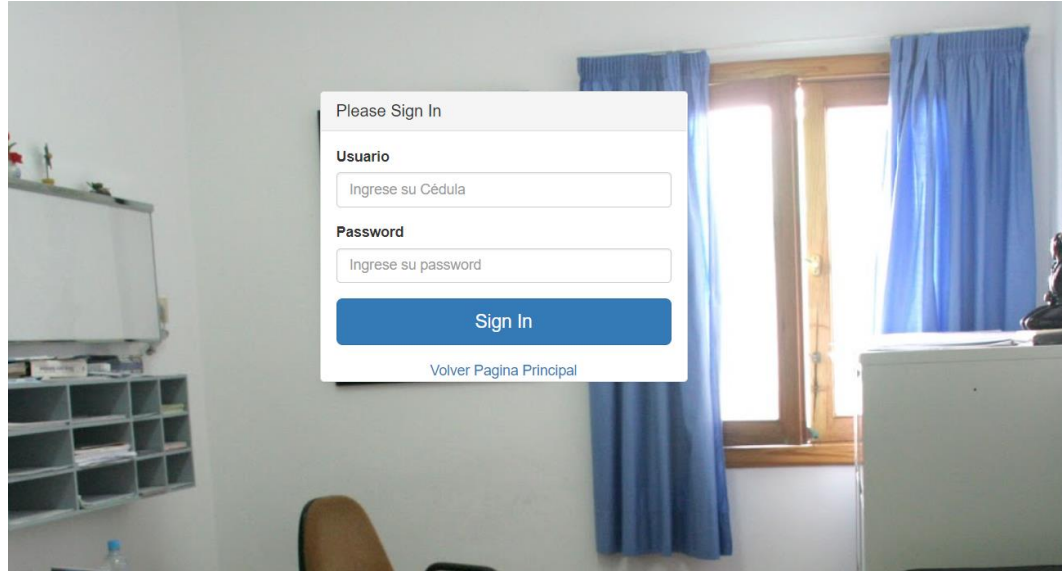 Please Sign In
Usuario
Ingrese su Cédula
Password
Ingrese su password
Sign In
Volver Pagina Principal